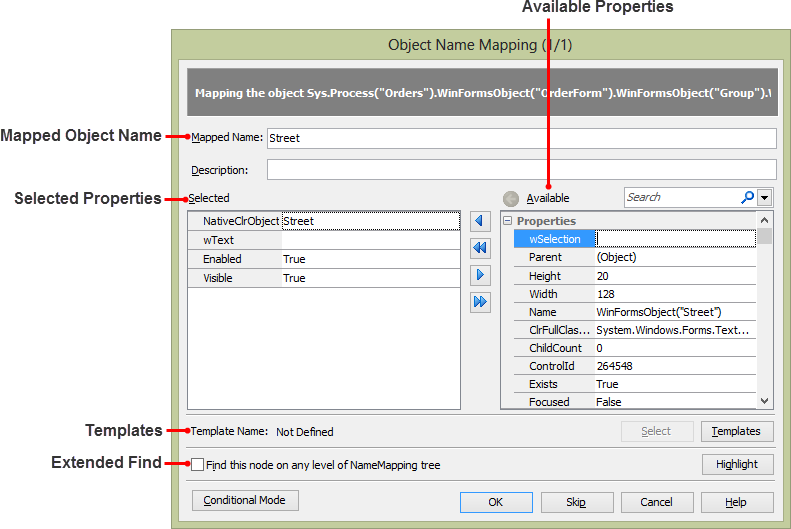 Available Properties
Object Name Mapping (1/1)
Mapping the object Sys.Process("Orders").WinFormsObject("OrderForm").WinFormsObject("Group").
Mapped Object Name
Mapped Name: Street
Description:
Selected Properties
Selected
Available
Search
NativeClrObject Street
wText
Enabled True
Visible True
Properties
wSelection
Parent (Object)
Height 20
Width 128
Name WinFormsObject("Street")
ClrFullClas... System.Windows.Forms.Text...
ChildCount 0
ControlId 264548
Exists True
Focused False
Templates
Template Name: Not Defined
Select
Templates
Extended Find
Find this node on any level of NameMapping tree
Highlight
Conditional Mode
OK
Skip
Cancel
Help